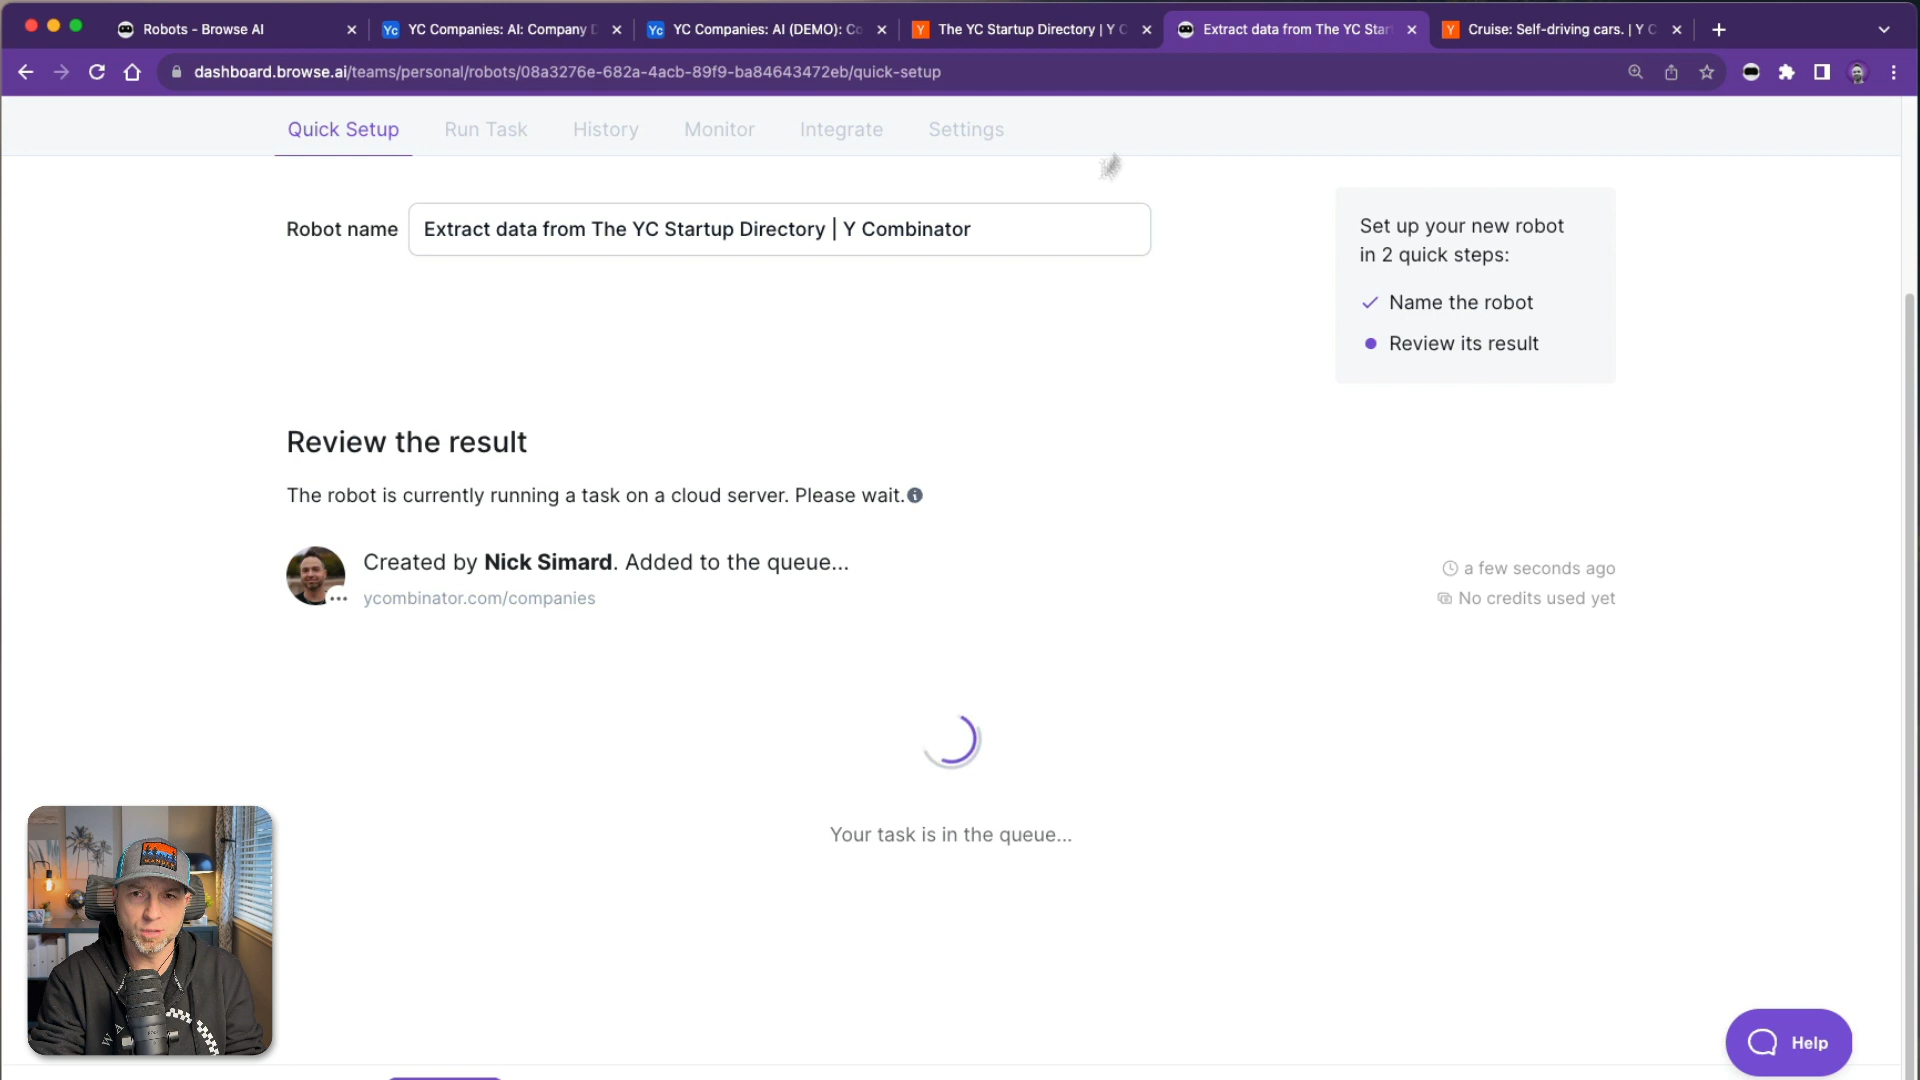 Robots - Browse AI
YC Companies: AI: Company D
YC Companies: AI (DEMO): Co
The YC Startup Directory | Y C
Extract data from The YC Star
Cruise: Self-driving cars. | Y C
dashboard.browse.ai/teams/personal/robots/08a3276e-682a-4acb-89f9-ba84643472eb/quick-setup
Quick Setup
Run Task
History
Monitor
Integrate
Settings
Robot name
Extract data from The YC Startup Directory | Y Combinator
Set up your new robot
in 2 quick steps:
Name the robot
Review its result
Review the result
The robot is currently running a task on a cloud server. Please wait.
Created by Nick Simard. Added to the queue...
ycombinator.com/companies
a few seconds ago
No credits used yet
Your task is in the queue...
Help